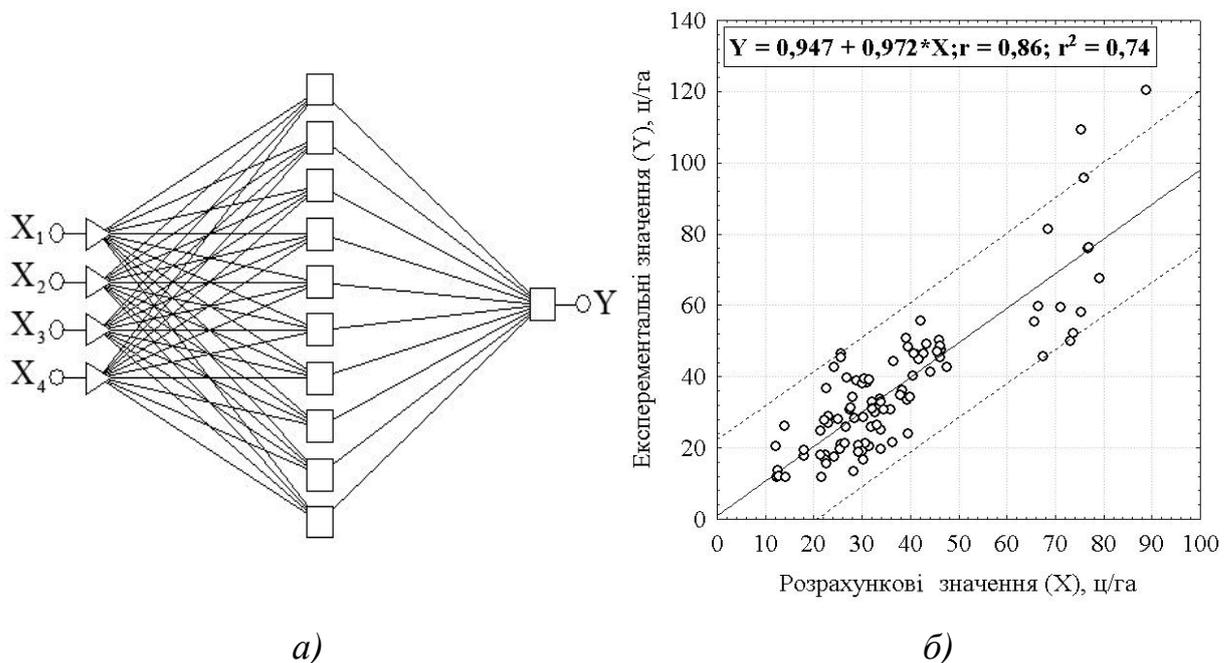 X1
X2
X3
X4
Y
а)
Y = 0,947 + 0,972*X;r = 0,86; r² = 0,74
Експерементальні значення (Y), ц/га
140
120
100
80
60
40
20
0
0 10 20 30 40 50 60 70 80 90 100
Розрахункові значення (X), ц/га
б)